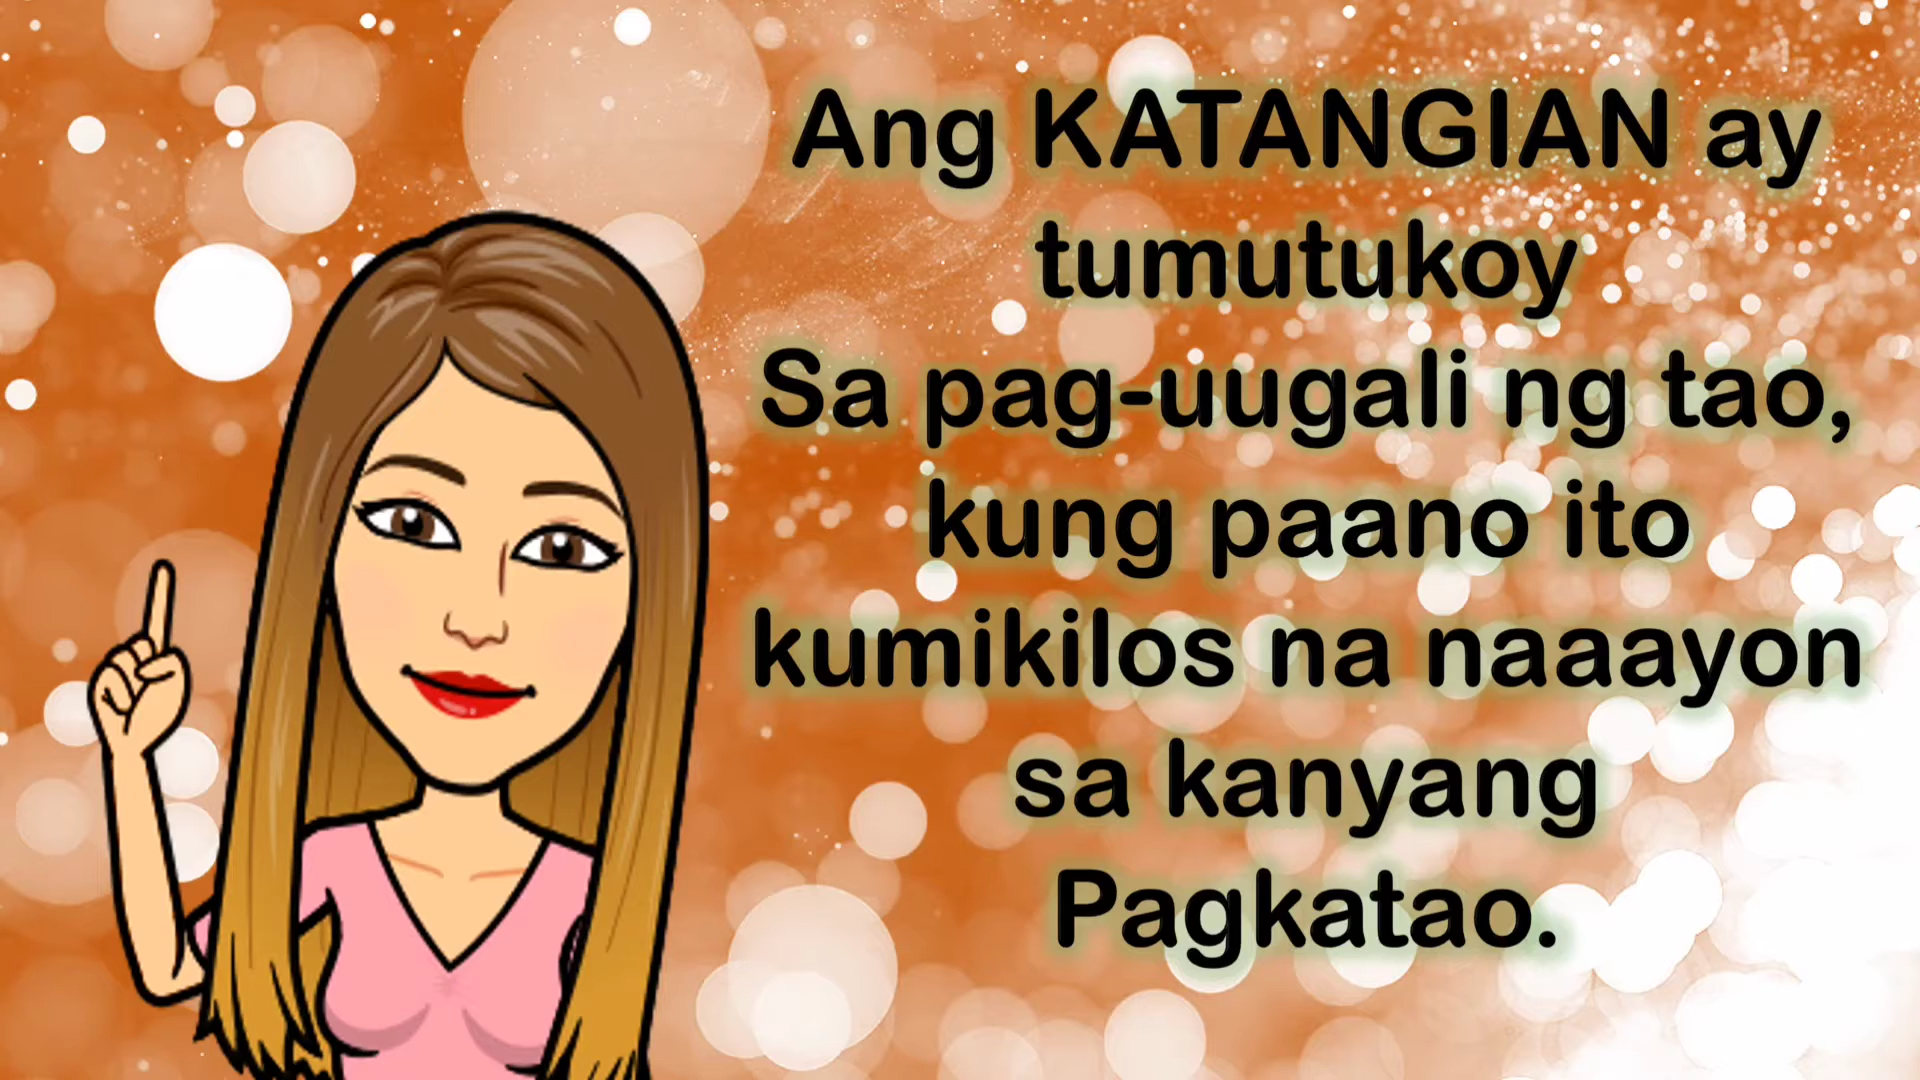 Ang KATANGIAN ay
tumutukoy
Sa pag-uugali ng tao,
kung paano ito
kumikilos na naaayon
sa kanyang
Pagkatao.